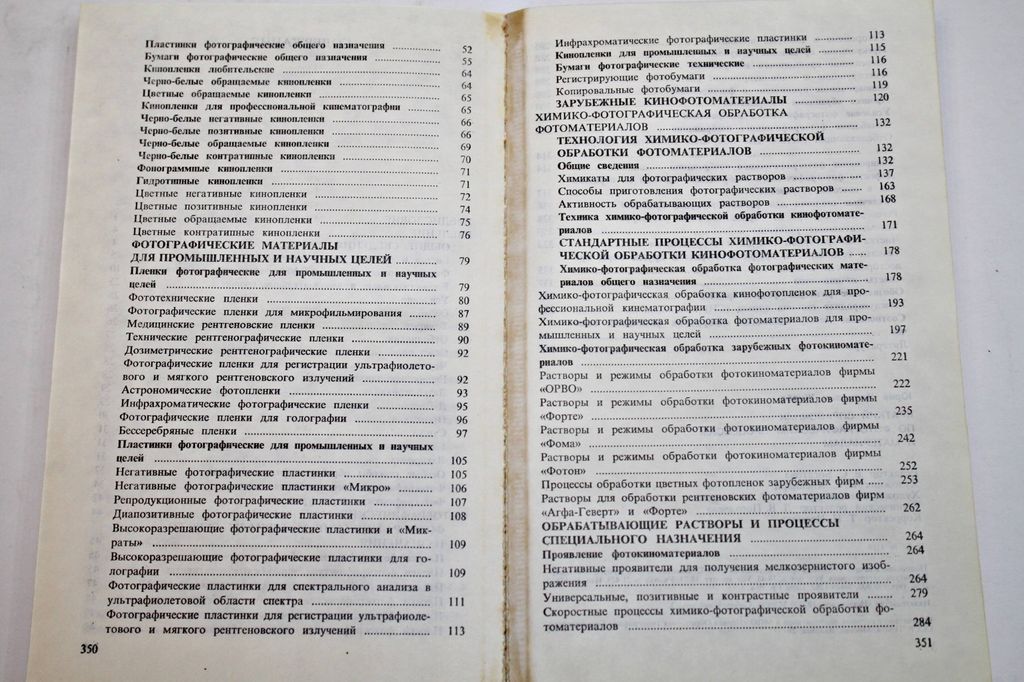 Пластинки фотографические общего назначения .................. 52
Бумаги фотографические общего назначения ..................... 55
Кинопленки любительские .................. 64
Черно-белые обращаемые кинопленки .................. 64
Цветные обращаемые кинопленки .................. 65
Кинопленки для профессиональной кинематографии .......... 65
Черно-белые негативные кинопленки .................. 66
Черно-белые позитивные кинопленки .................. 66
Черно-белые обращаемые кинопленки .................. 69
Черно-белые контратипные кинопленки .................. 70
Фонограммные кинопленки .................. 71
Гидротипные кинопленки .................. 71
Цветные негативные кинопленки .................. 72
Цветные позитивные кинопленки .................. 74
Цветные обращаемые кинопленки .................. 75
Цветные контратипные кинопленки .................. 76
ФОТОГРАФИЧЕСКИЕ МАТЕРИАЛЫ
ДЛЯ ПРОМЫШЛЕННЫХ И НАУЧНЫХ ЦЕЛЕЙ ............ 79
Пленки фотографические для промышленных и научных
целей .................. 79
Фототехнические пленки .................. 80
Фотографические пленки для микрофильмирования ......... 87
Медицинские рентгеновские пленки .................. 89
Технические рентгенографические пленки .................. 90
Дозиметрические рентгенографические пленки .................. 92
Фотографические пленки для регистрации ультрафиолето-
вого и мягкого рентгеновского излучений .................. 92
Астрономические фотопленки .................. 93
Инфрахроматические фотографические пленки .................. 95
Фотографические пленки для голографии .................. 96
Бессеребряные пленки .................. 97
Пластинки фотографические для промышленных и научных
целей .................. 105
Негативные фотографические пластинки .................. 105
Негативные фотографические пластинки «Микро» .......... 106
Репродукционные фотографические пластинки .................. 107
Диапозитивные фотографические пластинки .................. 108
Высокоразрешающие фотографические пластинки и «Мик-
раты» .................. 109
Высокоразрешающие фотографические пластинки для го-
лографии .................. 109
Фотографические пластинки для спектрального анализа в
ультрафиолетовой области спектра .................. 111
Фотографические пластинки для регистрации ультрафиоле-
тового и мягкого рентгеновского излучений .................. 113
350
Инфрахроматические фотографические пластинки ............ 113
Кинопленки для промышленных и научных целей ............ 115
Бумаги фотографические технические .................. 116
Регистрирующие фотобумаги .................. 116
Копировальные фотобумаги .................. 119
ЗАРУБЕЖНЫЕ КИНОФОТОМАТЕРИАЛЫ .................. 120
ХИМИКО-ФОТОГРАФИЧЕСКАЯ ОБРАБОТКА
ФОТОМАТЕРИАЛОВ .................. 132
ТЕХНОЛОГИЯ ХИМИКО-ФОТОГРАФИЧЕСКОЙ
ОБРАБОТКИ ФОТОМАТЕРИАЛОВ .................. 132
Общие сведения .................. 132
Химикаты для фотографических растворов .................. 137
Способы приготовления фотографических растворов ...... 163
Активность обрабатывающих растворов .................. 168
Техника химико-фотографической обработки кинофотомате-
риалов .................. 171
СТАНДАРТНЫЕ ПРОЦЕССЫ ХИМИКО-ФОТОГРАФИ-
ЧЕСКОЙ ОБРАБОТКИ КИНОФОТОМАТЕРИАЛОВ ...... 178
Химико-фотографическая обработка фотографических мате-
риалов общего назначения .................. 178
Химико-фотографическая обработка кинофотопленок для про-
фессиональной кинематографии .................. 193
Химико-фотографическая обработка фотоматериалов для про-
мышленных и научных целей .................. 197
Химико-фотографическая обработка зарубежных фотокиномате-
риалов .................. 221
Растворы и режимы обработки фотокиноматериалов фирмы
«ОРВО» .................. 222
Растворы и режимы обработки фотокиноматериалов фирмы
«Форте» .................. 235
Растворы и режимы обработки фотокиноматериалов фирмы
«Фома» .................. 242
Растворы и режимы обработки фотокиноматериалов фирмы
«Фотон» .................. 252
Процессы обработки цветных фотопленок зарубежных фирм ..... 253
Растворы для обработки рентгеновских фотоматериалов фирм
«Агфа-Геверт» и «Форте» .................. 262
ОБРАБАТЫВАЮЩИЕ РАСТВОРЫ И ПРОЦЕССЫ
СПЕЦИАЛЬНОГО НАЗНАЧЕНИЯ .................. 264
Проявление фотокиноматериалов .................. 264
Негативные проявители для получения мелкозернистого изоб-
ражения .................. 264
Универсальные, позитивные и контрастные проявители ........ 279
Скоростные процессы химико-фотографической обработки фо-
томатериалов .................. 284
351